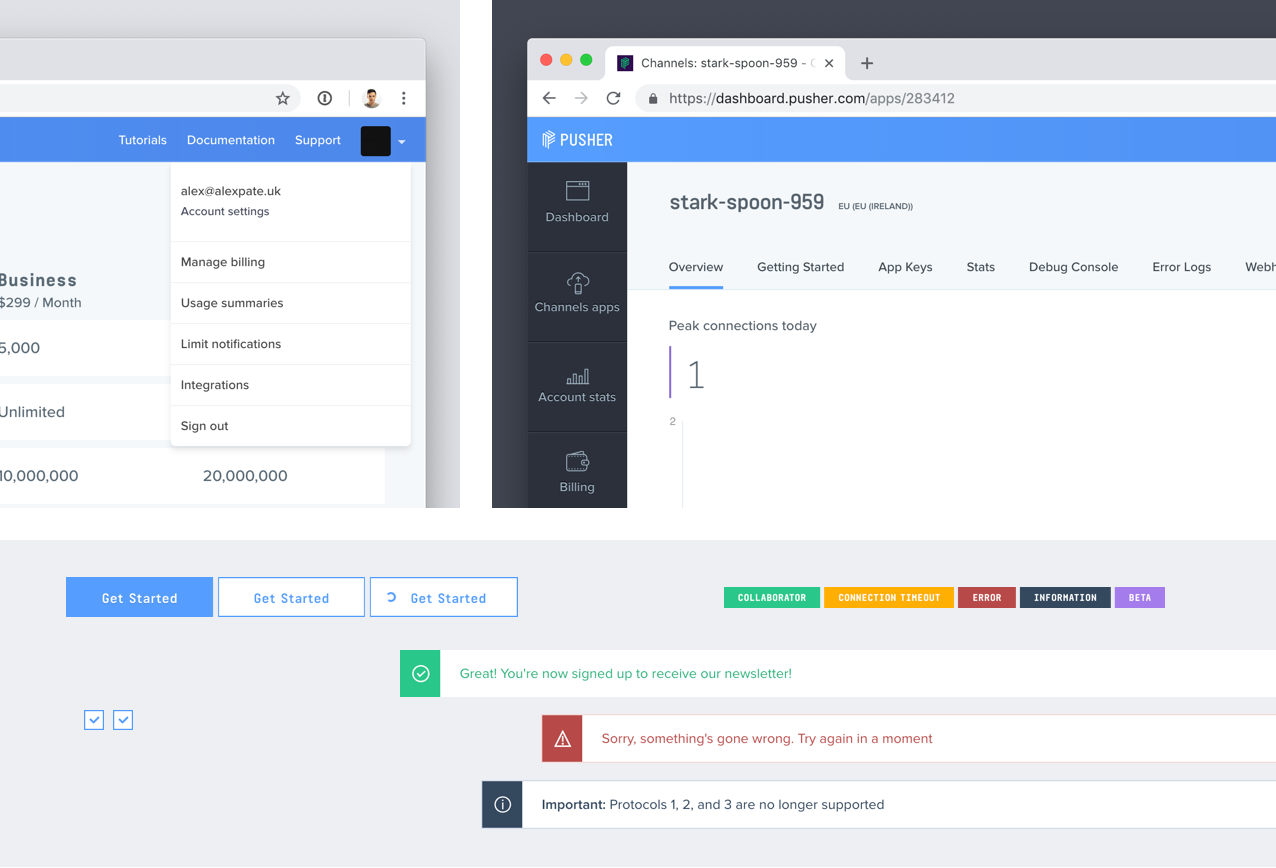 Tutorials Documentation Support
alex@alexpate.uk
Account settings
Manage billing
Usage summaries
Limit notifications
Integrations
Sign out
Business
$299 / Month
5,000
Unlimited
10,000,000 20,000,000
Channels: stark-spoon-959 -
https://dashboard.pusher.com/apps/283412
PUSHER
Dashboard
Channels apps
Account stats
Billing
stark-spoon-959 EU (EU (IRELAND))
Overview Getting Started App Keys Stats Debug Console Error Logs
Peak connections today
1
2
Get Started Get Started Get Started
COLLABORATOR CONNECTION TIMEOUT ERROR INFORMATION BETA
Great! You're now signed up to receive our newsletter!
Sorry, something's gone wrong. Try again in a moment
Important: Protocols 1, 2, and 3 are no longer supported